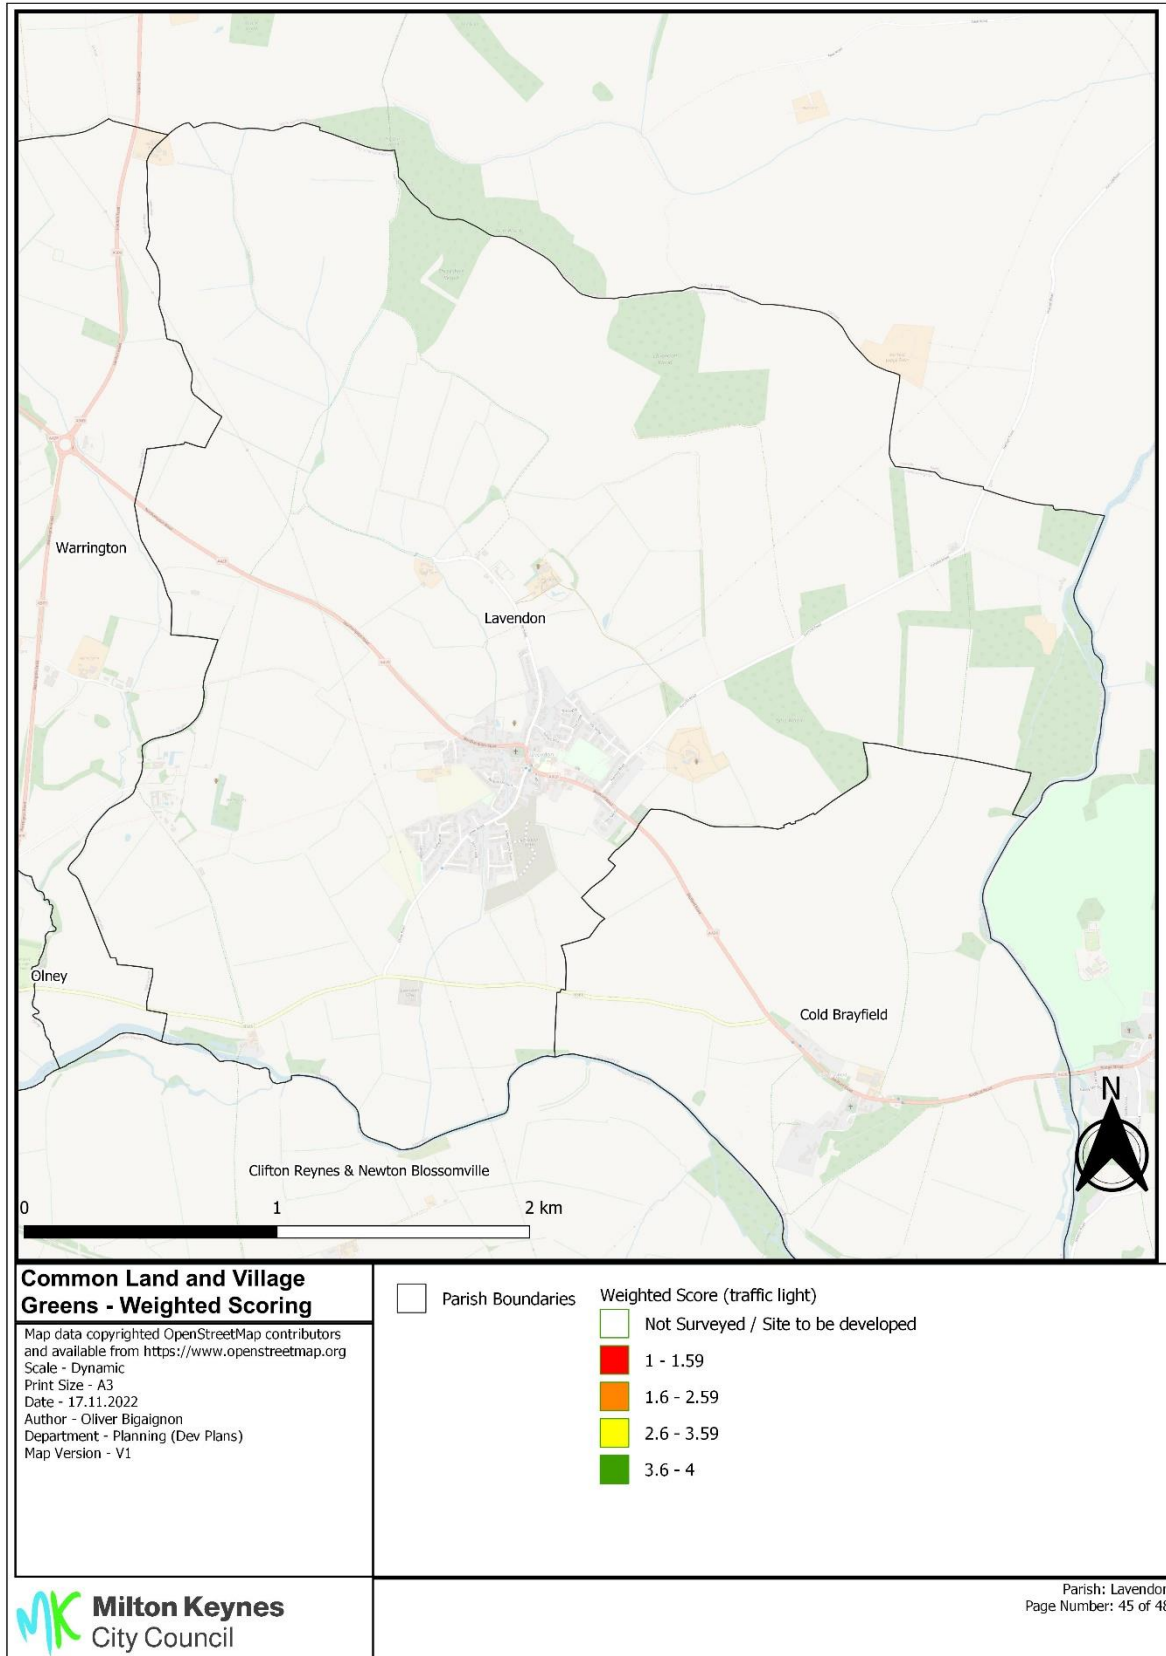 Warrington
Lavendon
Olney
Cold Brayfield
Clifton Reynes & Newton Blossomville
N
0 1 2 km
Common Land and Village
Greens - Weighted Scoring
Map data copyrighted OpenStreetMap contributors
and available from https://www.openstreetmap.org
Scale - Dynamic
Print Size - A3
Date - 17.11.2022
Author - Oliver Bigaignon
Department - Planning (Dev Plans)
Map Version - V1
Parish Boundaries
Weighted Score (traffic light)
Not Surveyed / Site to be developed
1 - 1.59
1.6 - 2.59
2.6 - 3.59
3.6 - 4
MK Milton Keynes
City Council
Parish: Lavendon
Page Number: 45 of 48